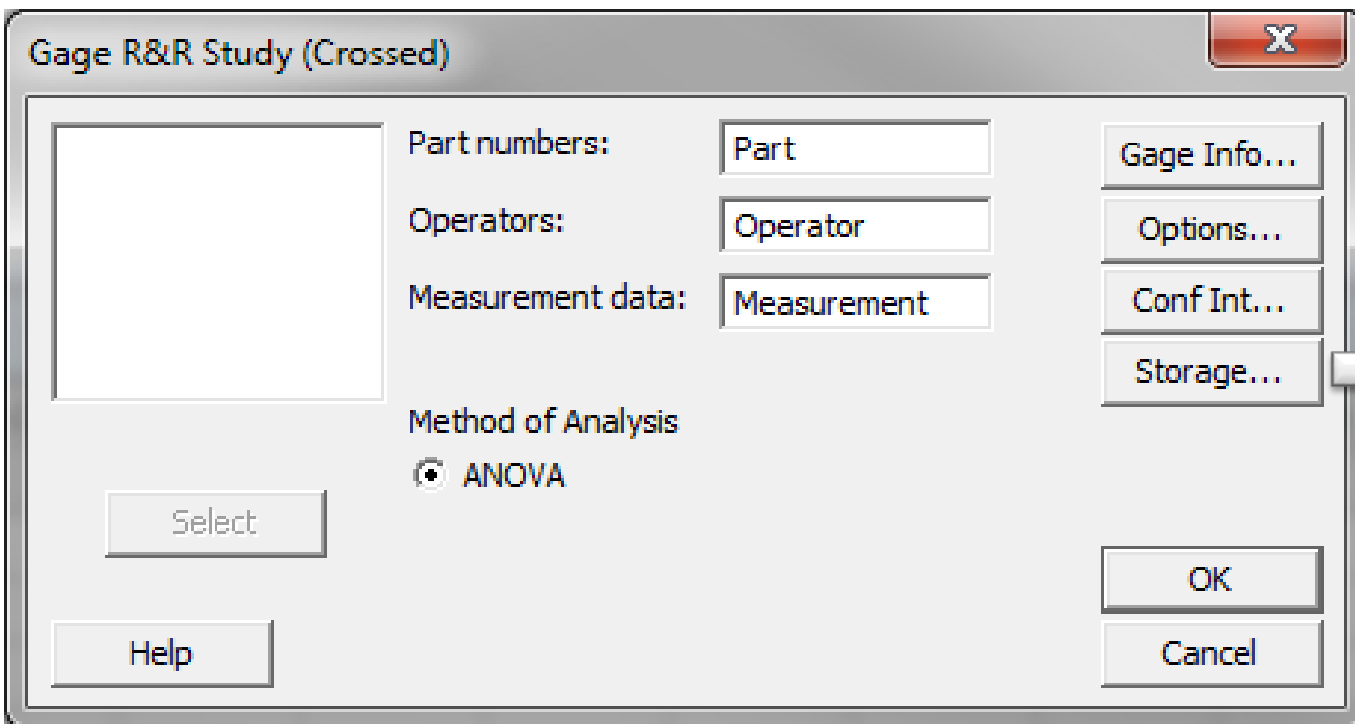 Gage R&R Study (Crossed)
Part numbers:
Part
Operators:
Operator
Measurement data:
Measurement
Method of Analysis
ANOVA
Gage Info...
Options...
Conf Int...
Storage...
Select
Help
OK
Cancel